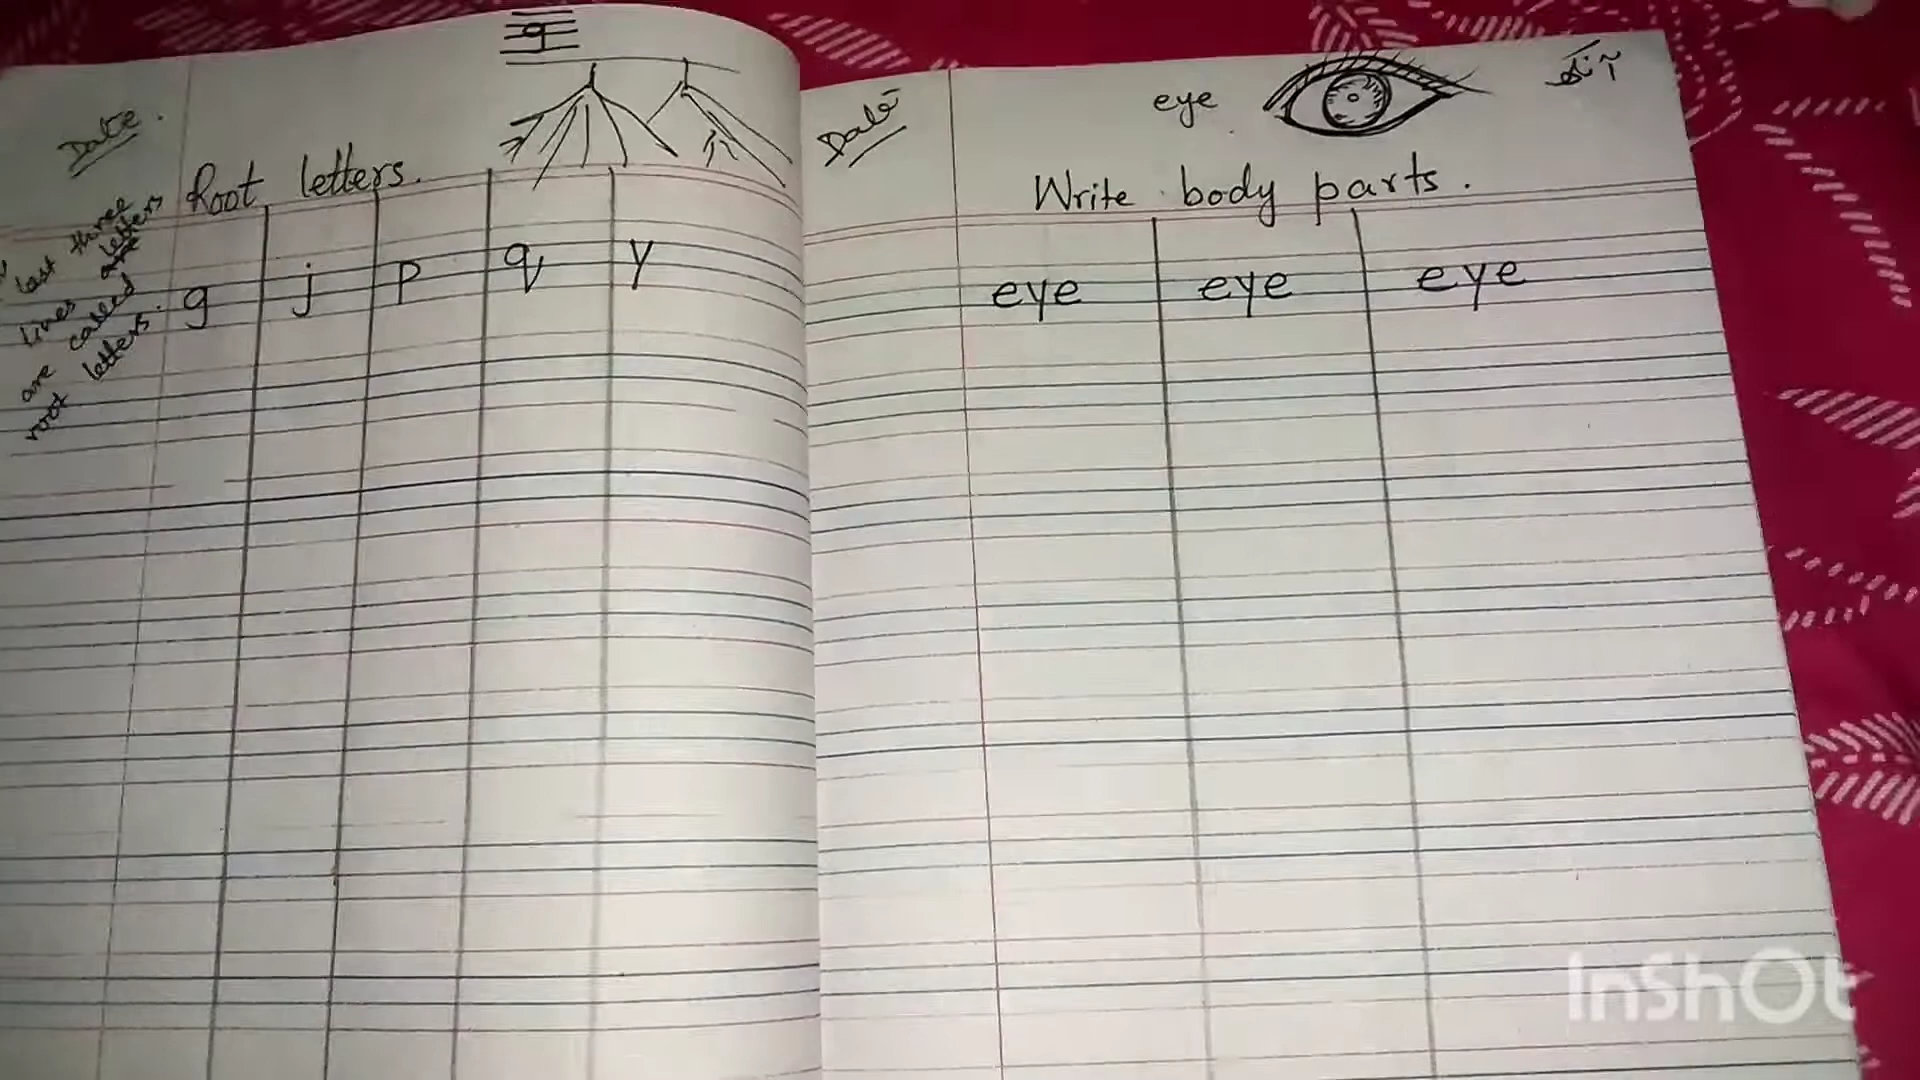 g
Date.
Root letters.
last three
letters
lines are
are called
root letters.
g j p q y
Date
eye
آنکھ
Write body parts.
eye eye eye
InShOt